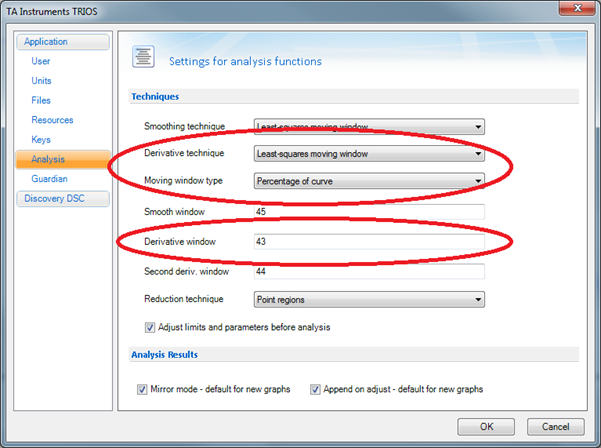 TA Instruments TRIOS
Application
User
Units
Files
Resources
Keys
Analysis
Guardian
Discovery DSC
Settings for analysis functions
Techniques
Smoothing technique Least-squares moving window
Derivative technique Least-squares moving window
Moving window type Percentage of curve
Smooth window 45
Derivative window 43
Second deriv. window 44
Reduction technique Point regions
Adjust limits and parameters before analysis
Analysis Results
Mirror mode - default for new graphs Append on adjust - default for new graphs
OK Cancel